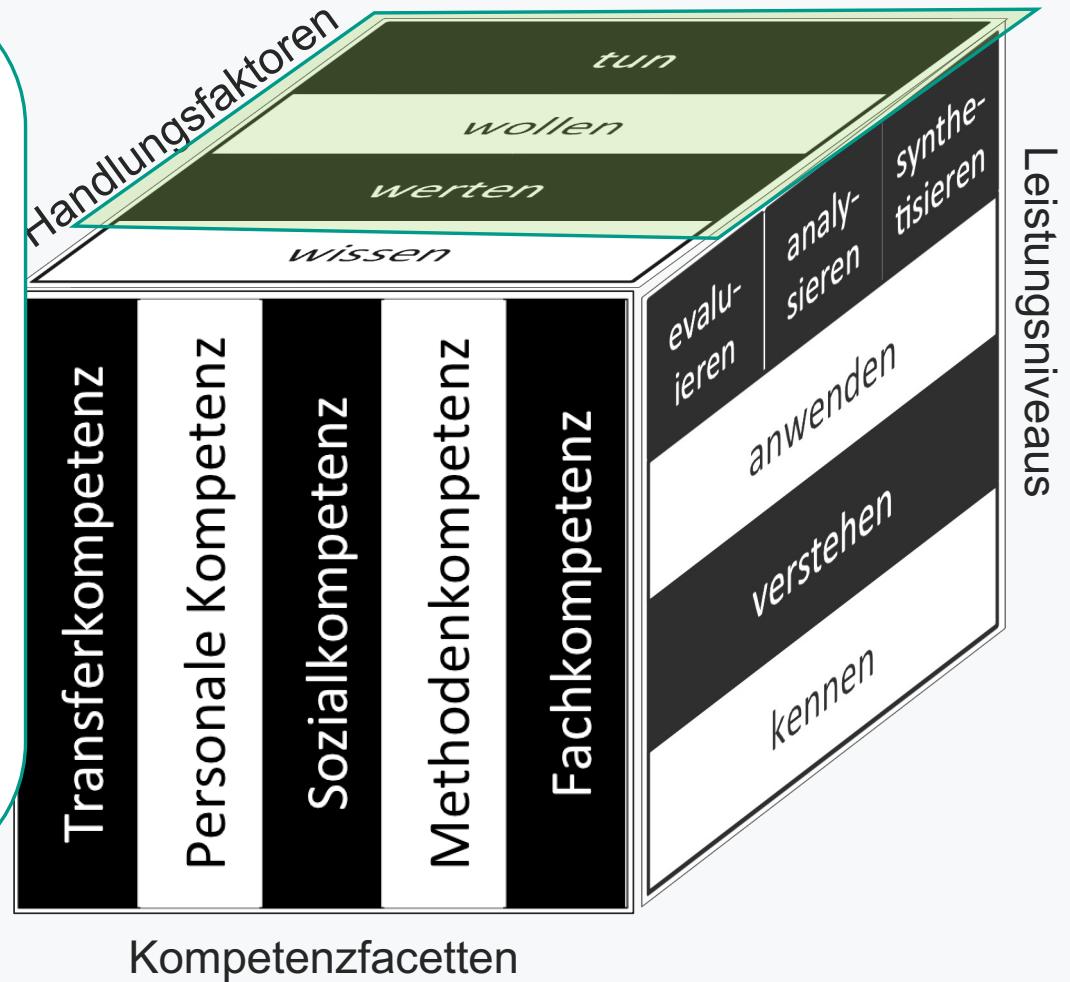 Handlungsfaktoren
tun
wollen
werten
wissen
evalu-
ieren
analy-
sieren
synthe-
tisieren
anwenden
verstehen
kennen
Leistungsniveaus
Transferkompetenz
Personale Kompetenz
Sozialkompetenz
Methodenkompetenz
Fachkompetenz
Kompetenzfacetten